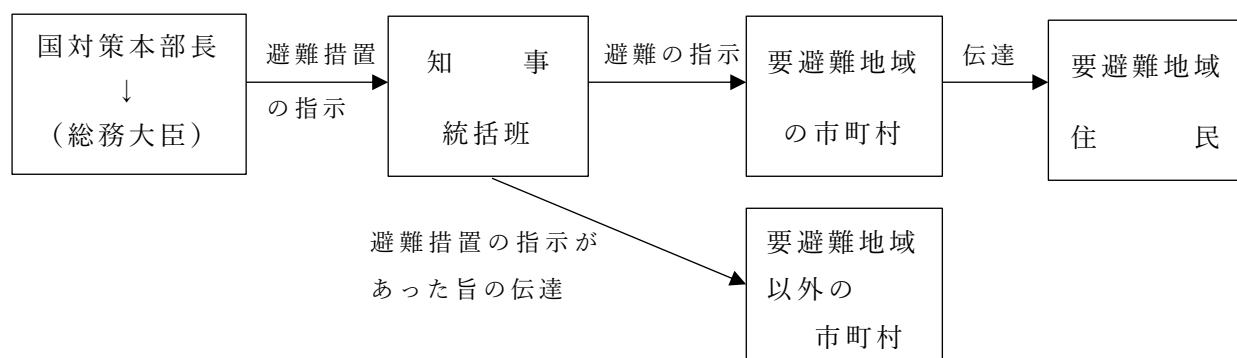 国対策本部長
↓
(総務大臣)
避難措置
の指示
知 事
統括班
避難の指示
要避難地域
の市町村
伝達
要避難地域
住 民
避難措置の指示が
あった旨の伝達
要避難地域
以外の
市町村